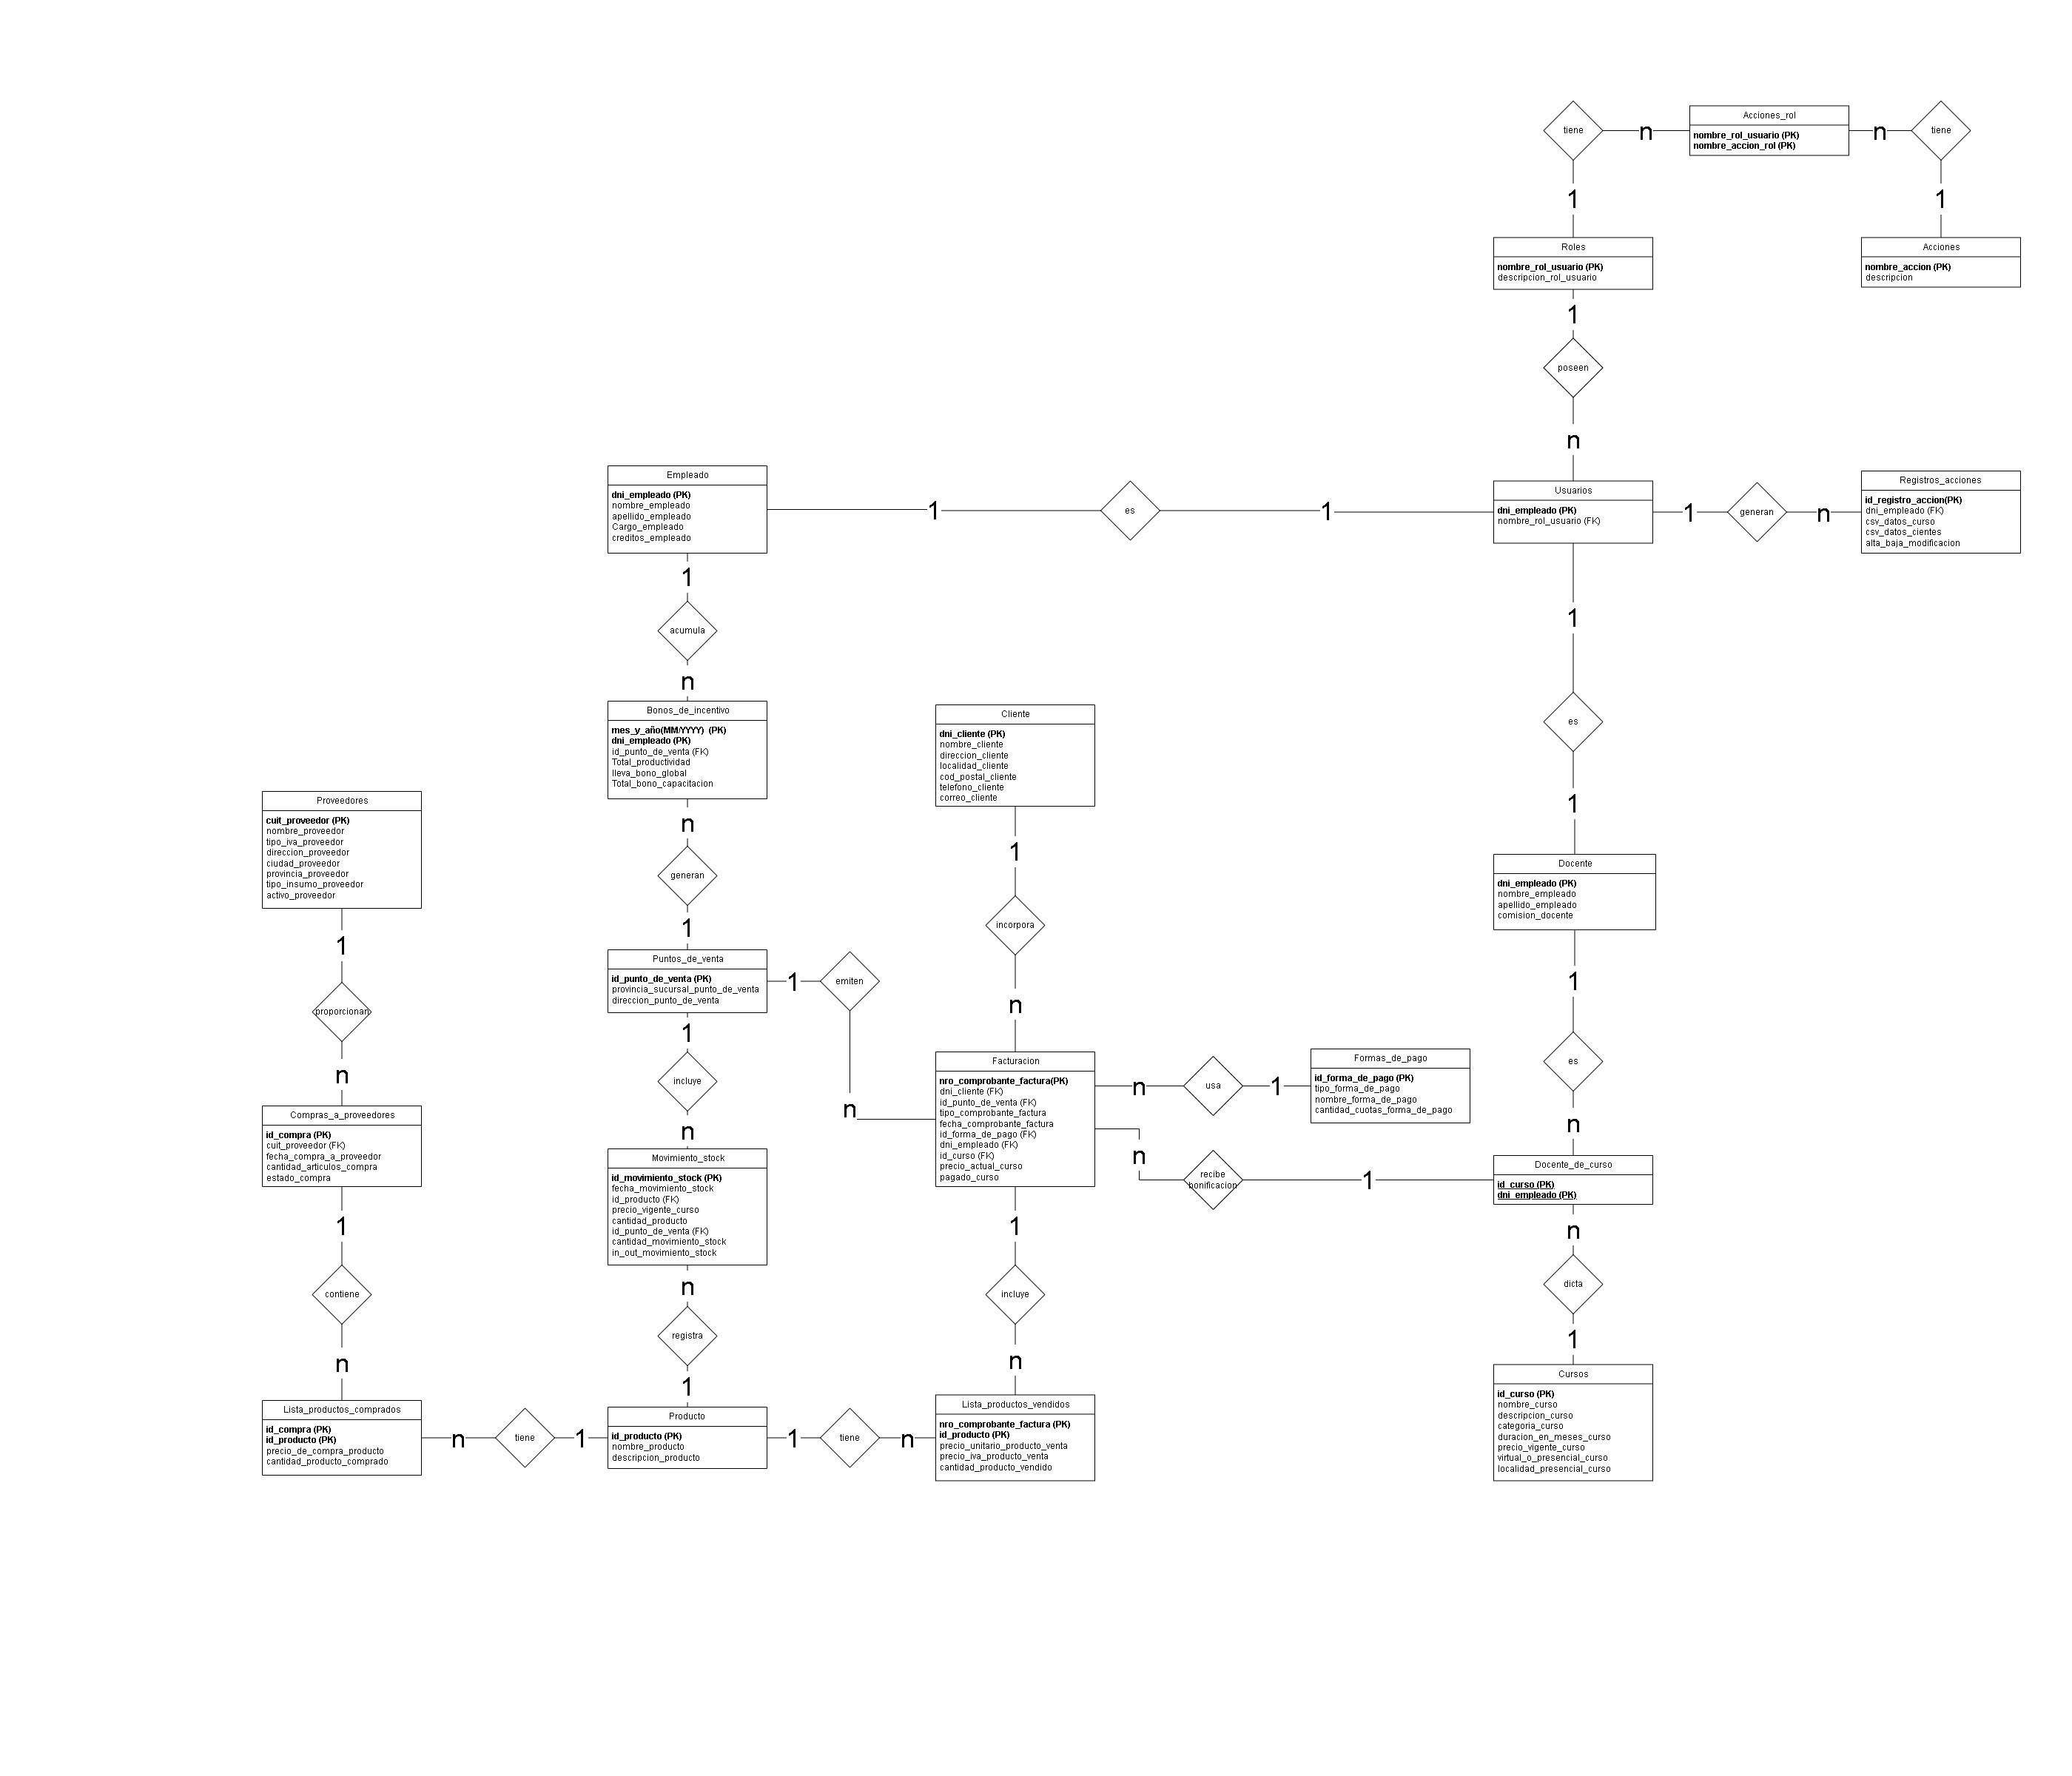 tiene
n
Acciones_rol
nombre_rol_usuario (PK)
nombre_accion_rol (PK)
n
tiene
1
1
Roles
nombre_rol_usuario (PK)
descripcion_rol_usuario
Acciones
nombre_accion (PK)
descripcion
1
poseen
n
Empleado
dni_empleado (PK)
nombre_empleado
apellido_empleado
Cargo_empleado
creditos_empleado
1
es
1
Usuarios
dni_empleado (PK)
nombre_rol_usuario (FK)
1
generan
n
Registros_acciones
id_registro_accion(PK)
dni_empleado (FK)
csv_datos_curso
csv_datos_cientes
alta_baja_modificacion
1
acumula
n
1
es
1
Bonos_de_incentivo
mes_y_año(MM/YYYY) (PK)
dni_empleado (PK)
id_punto_de_venta (FK)
Total_productividad
lleva_bono_global
Total_bono_capacitacion
Cliente
dni_cliente (PK)
nombre_cliente
direccion_cliente
localidad_cliente
cod_postal_cliente
telefono_cliente
correo_cliente
Proveedores
cuit_proveedor (PK)
nombre_proveedor
tipo_iva_proveedor
direccion_proveedor
ciudad_proveedor
provincia_proveedor
tipo_insumo_proveedor
activo_proveedor
n
generan
1
1
incorpora
n
Docente
dni_empleado (PK)
nombre_empleado
apellido_empleado
comision_docente
1
proporcionan
n
Puntos_de_venta
id_punto_de_venta (PK)
provincia_sucursal_punto_de_venta
direccion_punto_de_venta
1
emiten
n
1
es
n
1
incluye
n
Facturacion
nro_comprobante_factura(PK)
dni_cliente (FK)
id_punto_de_venta (FK)
tipo_comprobante_factura
fecha_comprobante_factura
id_forma_de_pago (FK)
dni_empleado (FK)
id_curso (FK)
precio_actual_curso
pagado_curso
n
usa
1
Formas_de_pago
id_forma_de_pago (PK)
tipo_forma_de_pago
nombre_forma_de_pago
cantidad_cuotas_forma_de_pago
Compras_a_proveedores
id_compra (PK)
cuit_proveedor (FK)
fecha_compra_a_proveedor
cantidad_articulos_compra
estado_compra
Movimiento_stock
id_movimiento_stock (PK)
fecha_movimiento_stock
id_producto (FK)
precio_vigente_curso
cantidad_producto
id_punto_de_venta (FK)
cantidad_movimiento_stock
in_out_movimiento_stock
n
recibe
bonificacion
1
Docente_de_curso
id_curso (PK)
dni_empleado (PK)
1
contiene
n
n
registra
1
1
incluye
n
n
dicta
1
Lista_productos_comprados
id_compra (PK)
id_producto (PK)
precio_de_compra_producto
cantidad_producto_comprado
n
tiene
1
Producto
id_producto (PK)
nombre_producto
descripcion_producto
1
tiene
n
Lista_productos_vendidos
nro_comprobante_factura (PK)
id_producto (PK)
precio_unitario_producto_venta
precio_iva_producto_venta
cantidad_producto_vendido
Cursos
id_curso (PK)
nombre_curso
descripcion_curso
categoria_curso
duracion_en_meses_curso
precio_vigente_curso
virtual_o_presencial_curso
localidad_presencial_curso